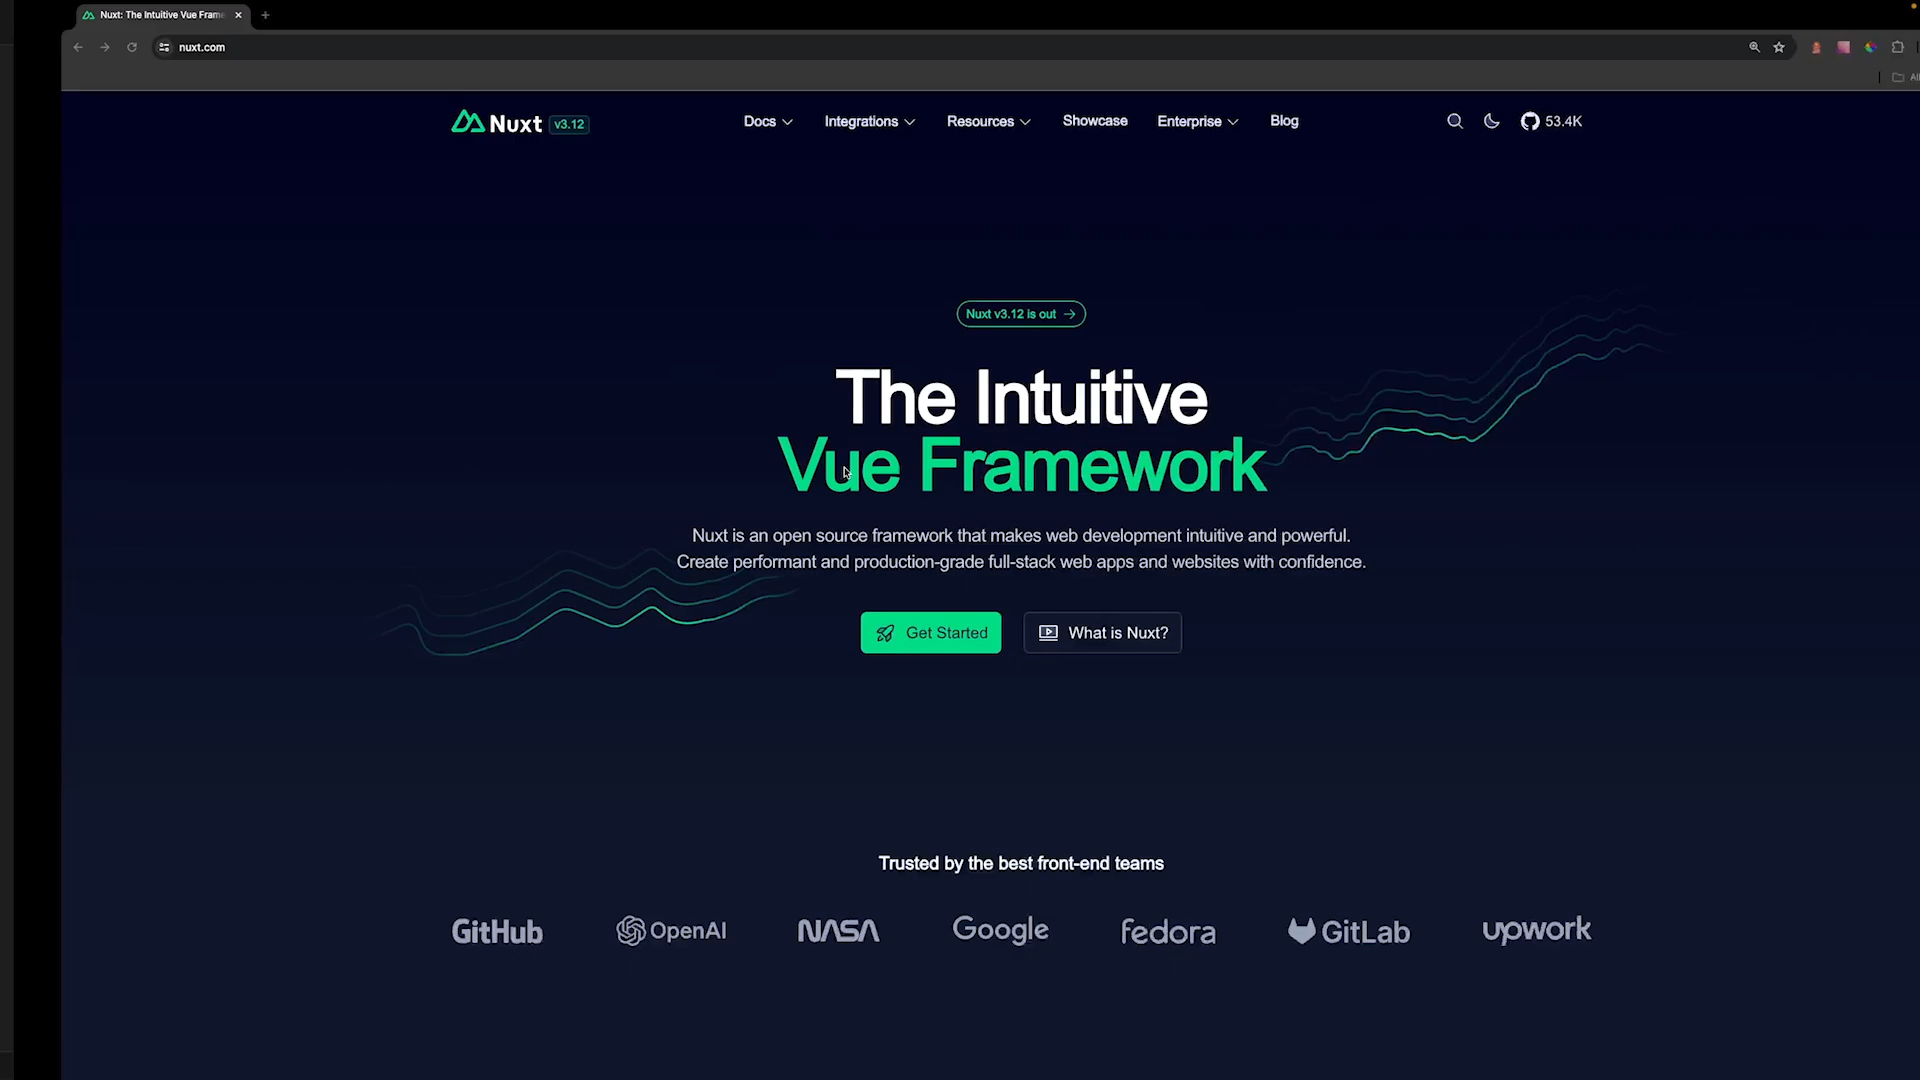 Nuxt: The Intuitive Vue Frame
nuxt.com
All
Nuxt v3.12
Docs
Integrations
Resources
Showcase
Enterprise
Blog
53.4K
Nuxt v3.12 is out
The Intuitive
Vue Framework
Nuxt is an open source framework that makes web development intuitive and powerful.
Create performant and production-grade full-stack web apps and websites with confidence.
Get Started
What is Nuxt?
Trusted by the best front-end teams
GitHub
OpenAI
NASA
Google
fedora
GitLab
upwork